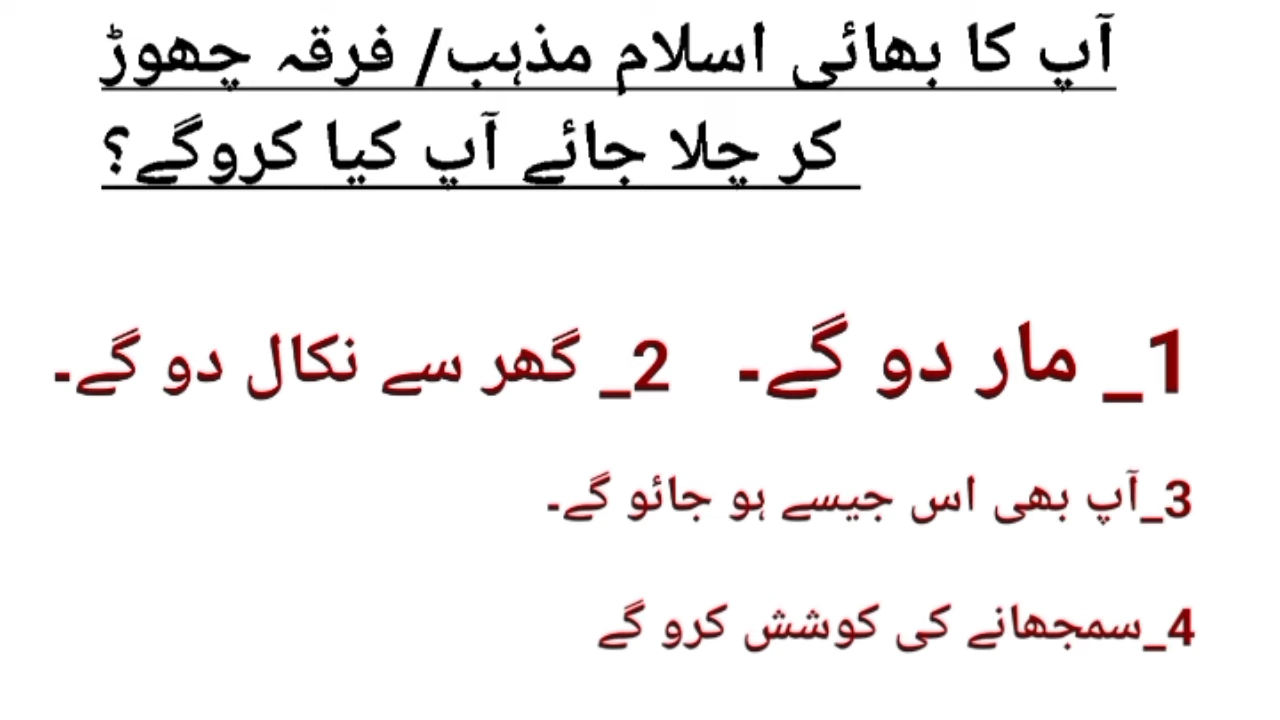 آپ کا بھائی اسلام مذہب/ فرقہ چھوڑ
کر چلا جائے آپ کیا کروگے؟
1_ مار دو گے۔ 2_ گھر سے نکال دو گے۔
3_آپ بھی اس جیسے ہو جائو گے۔
4_سمجھانے کی کوشش کرو گے